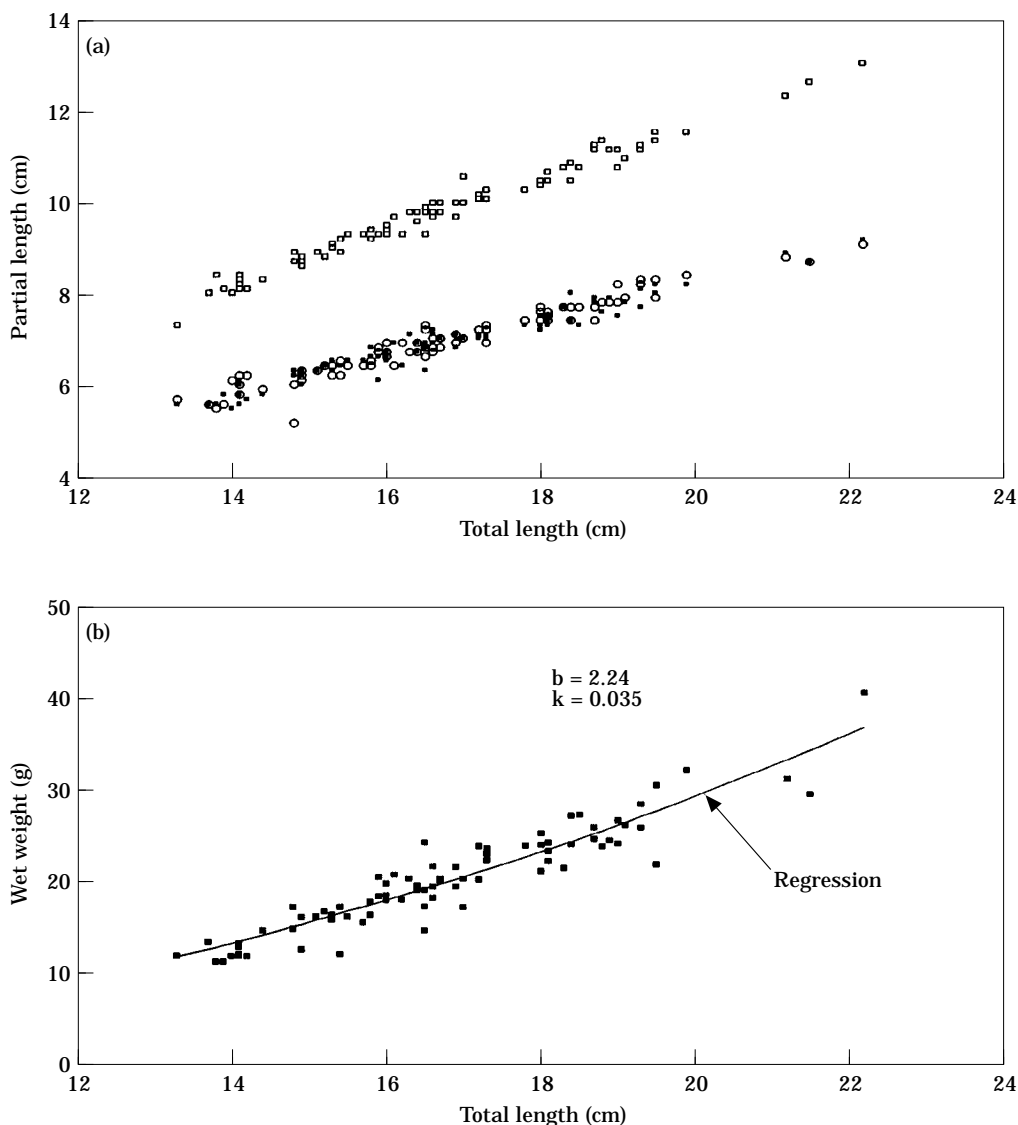 14
(a)
12
10
8
6
4
Partial length (cm)
12
14
16
18
20
22
24
Total length (cm)
50
(b)
40
30
20
10
0
Wet weight (g)
b = 2.24
k = 0.035
Regression
12
14
16
18
20
22
24
Total length (cm)